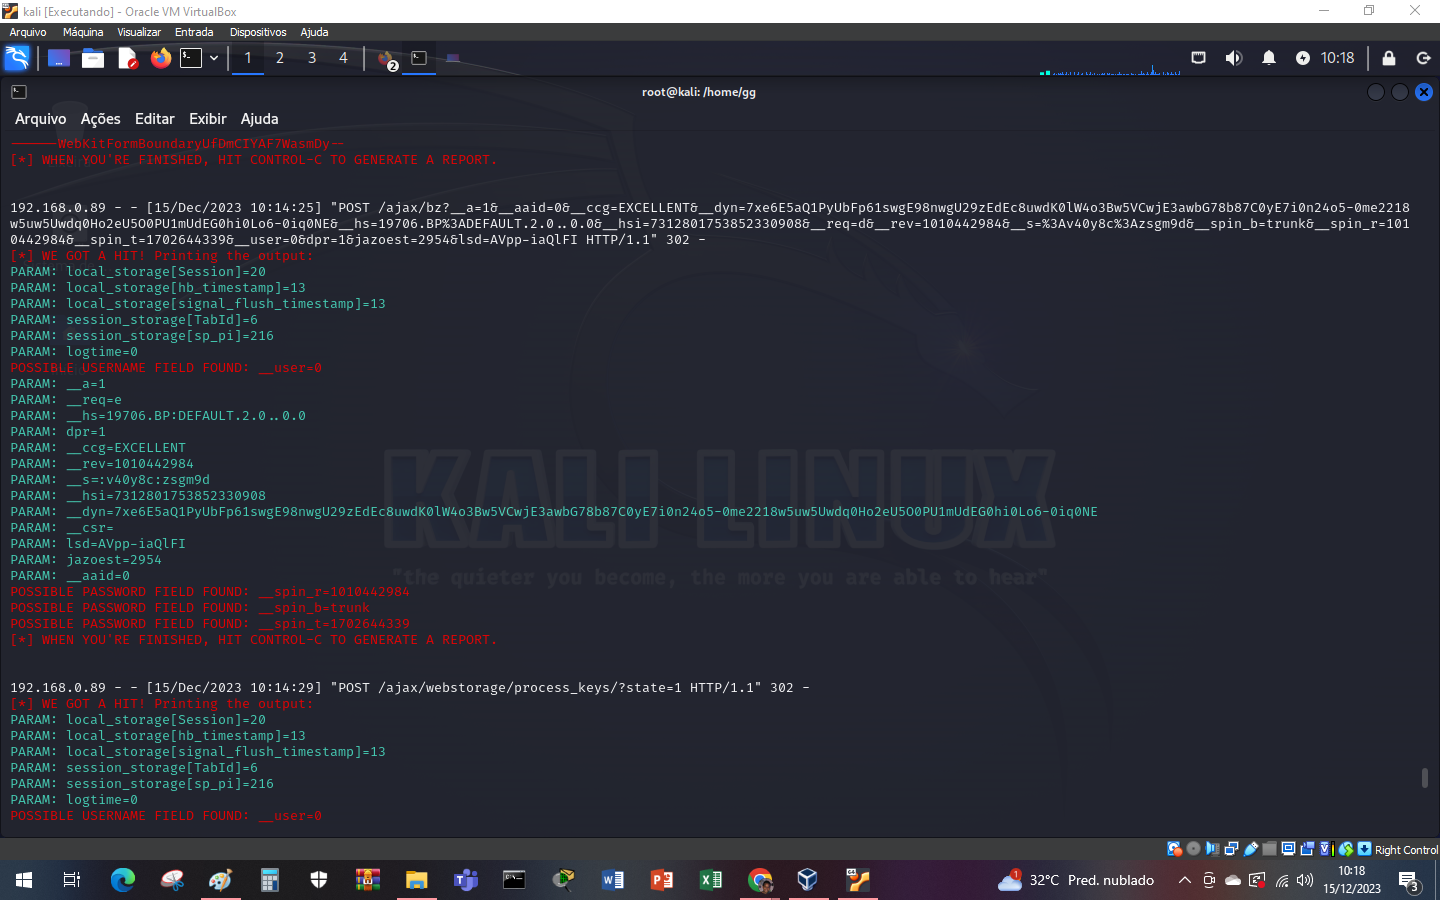 kali [Executando] - Oracle VM VirtualBox
Arquivo Máquina Visualizar Entrada Dispositivos Ajuda
1 2 3 4 2 10:18
root@kali: /home/gg
Arquivo Ações Editar Exibir Ajuda
------WebKitFormBoundaryUfDmCIYAF7WasmDy--
[*] WHEN YOU'RE FINISHED, HIT CONTROL-C TO GENERATE A REPORT.
192.168.0.89 - - [15/Dec/2023 10:14:25] "POST /ajax/bz?__a=1&__aaid=0&__ccg=EXCELLENT&__dyn=7xe6E5aQ1PyUbFp61swgE98nwgU29zEdEc8uwdK0lW4o3Bw5VCwjE3awbG78b87C0yE7i0n24o5-0me2218
w5uw5Uwdq0Ho2eU5O0PU1mUdEG0hi0Lo6-0iq0NE&__hs=19706.BP%3ADEFAULT.2.0..0.0&__hsi=7312801753852330908&__req=d&__rev=1010442984&__s=%3Av40y8c%3Azsgm9d&__spin_b=trunk&__spin_r=101
0442984&__spin_t=1702644339&__user=0&dpr=1&jazoest=2954&lsd=AVpp-iaQlFI HTTP/1.1" 302 -
[*] WE GOT A HIT! Printing the output:
PARAM: local_storage[Session]=20
PARAM: local_storage[hb_timestamp]=13
PARAM: local_storage[signal_flush_timestamp]=13
PARAM: session_storage[TabId]=6
PARAM: session_storage[sp_pi]=216
PARAM: logtime=0
POSSIBLE USERNAME FIELD FOUND: __user=0
PARAM: __a=1
PARAM: __req=e
PARAM: __hs=19706.BP:DEFAULT.2.0..0.0
PARAM: dpr=1
PARAM: __ccg=EXCELLENT
PARAM: __rev=1010442984
PARAM: __s=:v40y8c:zsgm9d
PARAM: __hsi=7312801753852330908
PARAM: __dyn=7xe6E5aQ1PyUbFp61swgE98nwgU29zEdEc8uwdK0lW4o3Bw5VCwjE3awbG78b87C0yE7i0n24o5-0me2218w5uw5Uwdq0Ho2eU5O0PU1mUdEG0hi0Lo6-0iq0NE
PARAM: __csr=
PARAM: lsd=AVpp-iaQlFI
PARAM: jazoest=2954
PARAM: __aaid=0
POSSIBLE PASSWORD FIELD FOUND: __spin_r=1010442984
POSSIBLE PASSWORD FIELD FOUND: __spin_b=trunk
POSSIBLE PASSWORD FIELD FOUND: __spin_t=1702644339
[*] WHEN YOU'RE FINISHED, HIT CONTROL-C TO GENERATE A REPORT.
KALI LINUX
"the quieter you become, the more you are able to hear"
192.168.0.89 - - [15/Dec/2023 10:14:29] "POST /ajax/webstorage/process_keys/?state=1 HTTP/1.1" 302 -
[*] WE GOT A HIT! Printing the output:
PARAM: local_storage[Session]=20
PARAM: local_storage[hb_timestamp]=13
PARAM: local_storage[signal_flush_timestamp]=13
PARAM: session_storage[TabId]=6
PARAM: session_storage[sp_pi]=216
PARAM: logtime=0
POSSIBLE USERNAME FIELD FOUND: __user=0
Right Control
1 32°C Pred. nublado 10:18
15/12/2023 3